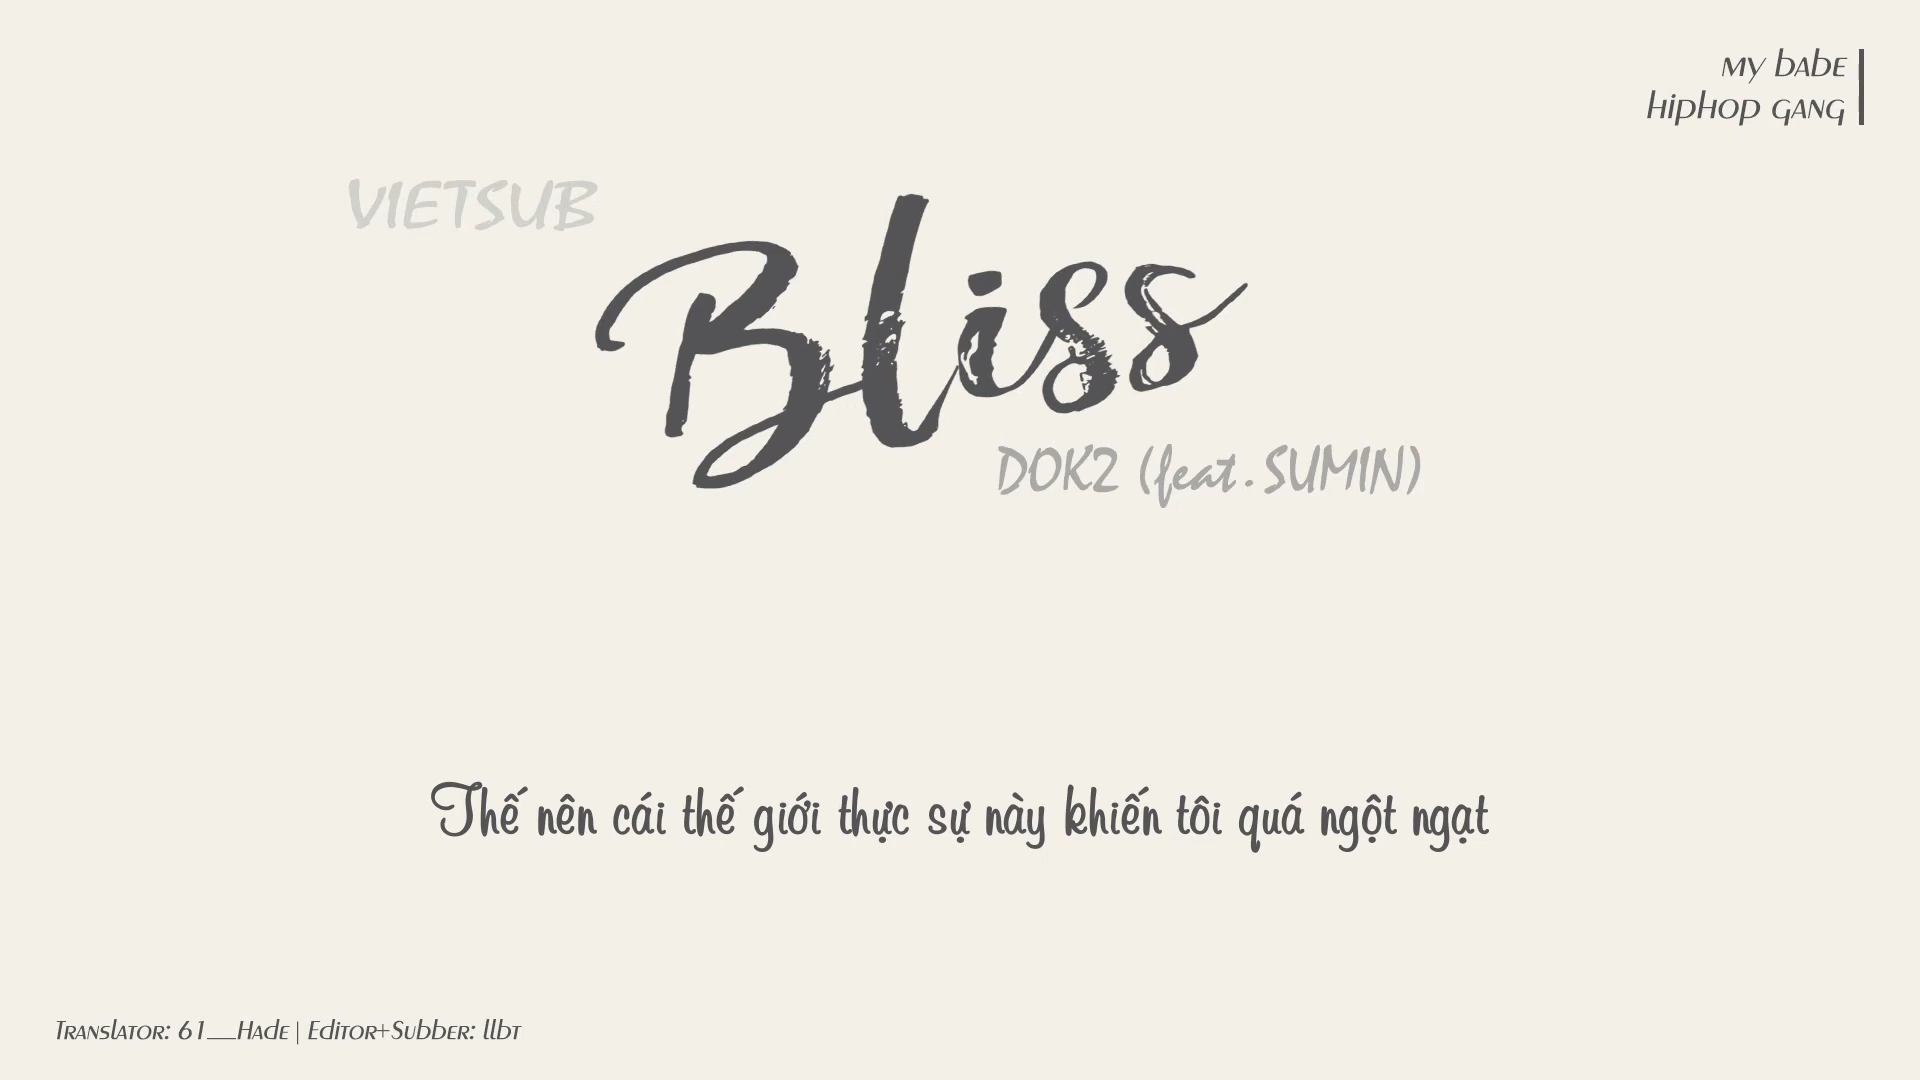 my babe
hiphop gang
VIETSUB
Bliss
DOK2 (feat. SUMIN)
Thế nên cái thế giới thực sự này khiến tôi quá ngột ngạt
Translator: 61__Hade | Editor+Subber: llbt